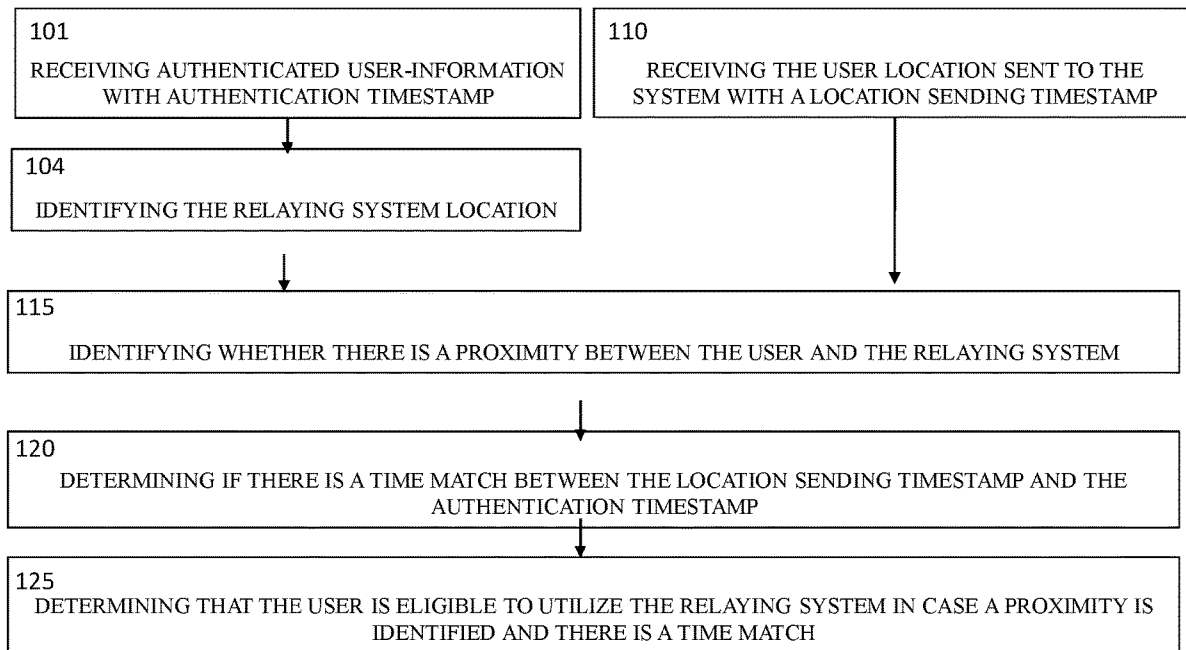 101
RECEIVING AUTHENTICATED USER-INFORMATION
WITH AUTHENTICATION TIMESTAMP
110
RECEIVING THE USER LOCATION SENT TO THE
SYSTEM WITH A LOCATION SENDING TIMESTAMP
104
IDENTIFYING THE RELAYING SYSTEM LOCATION
115
IDENTIFYING WHETHER THERE IS A PROXIMITY BETWEEN THE USER AND THE RELAYING SYSTEM
120
DETERMINING IF THERE IS A TIME MATCH BETWEEN THE LOCATION SENDING TIMESTAMP AND THE
AUTHENTICATION TIMESTAMP
125
DETERMINING THAT THE USER IS ELIGIBLE TO UTILIZE THE RELAYING SYSTEM IN CASE A PROXIMITY IS
IDENTIFIED AND THERE IS A TIME MATCH